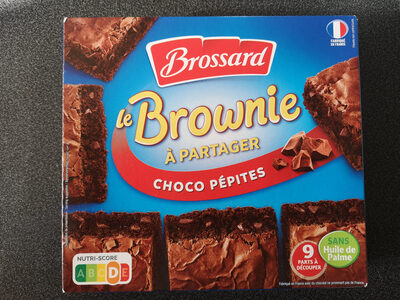 Brossard
FABRIQUÉ
EN FRANCE
le Brownie
À PARTAGER
CHOCO PÉPITES
NUTRI-SCORE
A B C D E
9
PARTS À
DÉCOUPER
SANS
Huile de
Palme